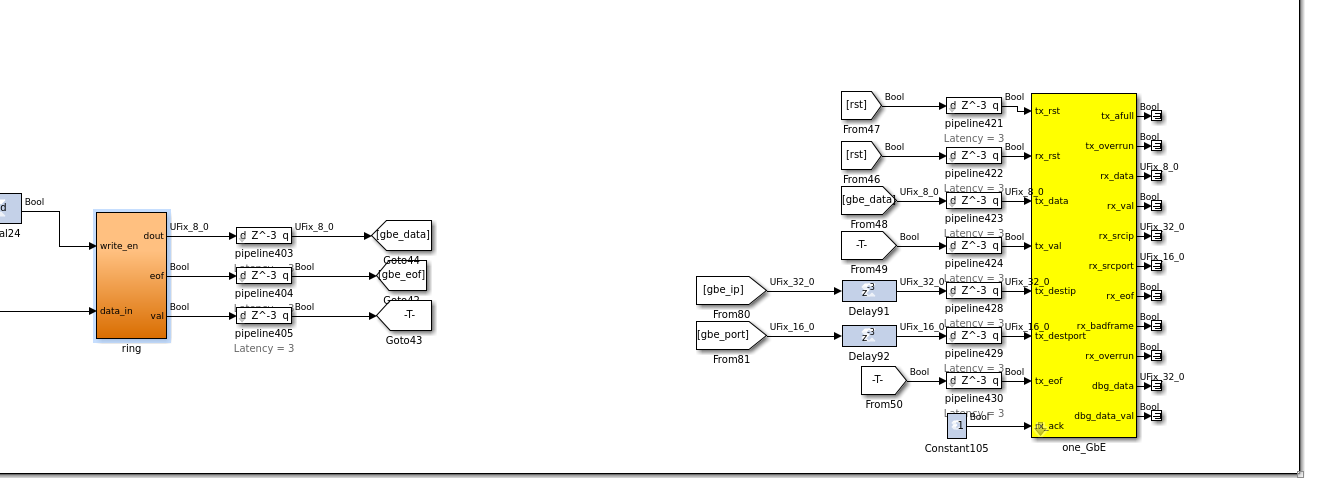 d
Bool
al24
write_en
data_in
dout
eof
val
ring
UFix_8_0
d Z^-3 q
UFix_8_0
pipeline403
Latency = 3
[gbe_data]
Goto44
Bool
d Z^-3 q
Bool
pipeline404
Latency = 3
[gbe_eof]
Goto42
Bool
d Z^-3 q
Bool
pipeline405
Latency = 3
-T-
Goto43
[rst]
From47
Bool
d Z^-3 q
Bool
pipeline421
Latency = 3
[rst]
From46
Bool
d Z^-3 q
Bool
pipeline422
Latency = 3
[gbe_data]
From48
UFix_8_0
d Z^-3 q
UFix_8_0
pipeline423
Latency = 3
-T-
From49
Bool
d Z^-3 q
Bool
pipeline424
Latency = 3
[gbe_ip]
From80
UFix_32_0
z-3
Delay91
UFix_32_0
d Z^-3 q
UFix_32_0
pipeline428
Latency = 3
[gbe_port]
From81
UFix_16_0
z-3
Delay92
UFix_16_0
d Z^-3 q
UFix_16_0
pipeline429
Latency = 3
-T-
From50
Bool
d Z^-3 q
Bool
pipeline430
Latency = 3
1
Bool
Constant105
tx_rst
rx_rst
tx_data
tx_val
tx_destip
tx_destport
tx_eof
rx_ack
tx_afull
tx_overrun
rx_data
rx_val
rx_srcip
rx_srcport
rx_eof
rx_badframe
rx_overrun
dbg_data
dbg_data_val
one_GbE
Bool
Bool
UFix_8_0
Bool
UFix_32_0
UFix_16_0
Bool
Bool
Bool
UFix_32_0
Bool